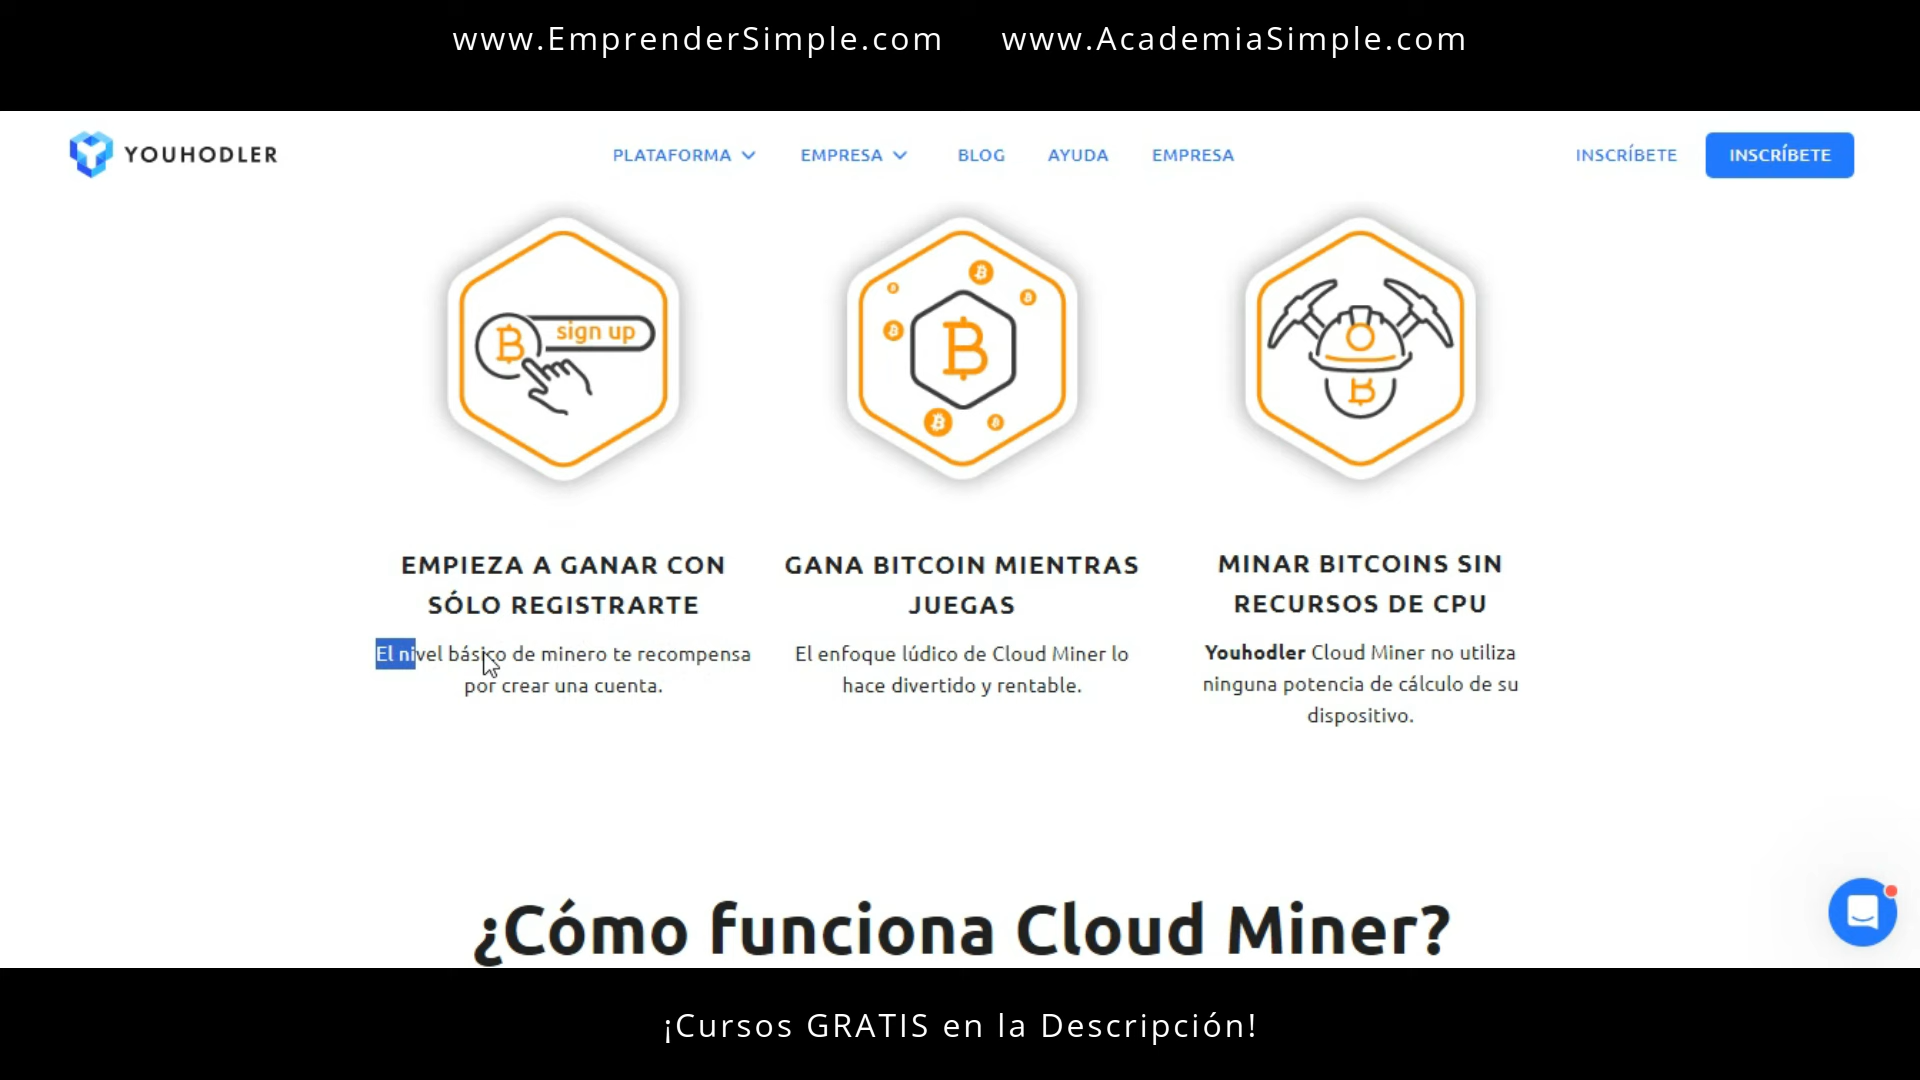 www.EmprenderSimple.com www.AcademiaSimple.com
YOUHODLER PLATAFORMA EMPRESA BLOG AYUDA EMPRESA INSCRÍBETE INSCRÍBETE
sign up
EMPIEZA A GANAR CON
SÓLO REGISTRARTE
El nivel básico de minero te recompensa
por crear una cuenta.
GANA BITCOIN MIENTRAS
JUEGAS
El enfoque lúdico de Cloud Miner lo
hace divertido y rentable.
MINAR BITCOINS SIN
RECURSOS DE CPU
Youhodler Cloud Miner no utiliza
ninguna potencia de cálculo de su
dispositivo.
¿Cómo funciona Cloud Miner?
¡Cursos GRATIS en la Descripción!